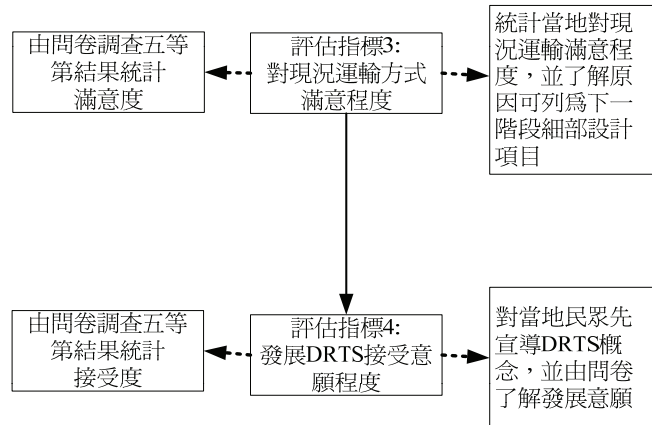 由問卷調查五等
第結果統計
滿意度
評估指標3:
對現況運輸方式
滿意程度
統計當地對現
況運輸滿意程
度，並了解原
因可列為下一
階段細部設計
項目
由問卷調查五等
第結果統計
接受度
評估指標4:
發展DRTS接受意
願程度
對當地民眾先
宣導DRTS概
念，並由問卷
了解發展意願